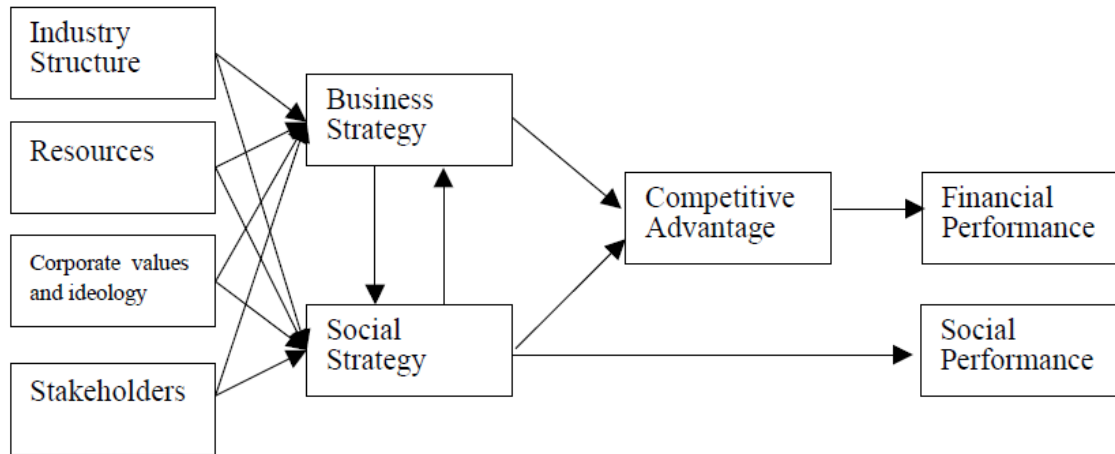 Industry
Structure
Resources
Corporate values
and ideology
Stakeholders
Business
Strategy
Social
Strategy
Competitive
Advantage
Financial
Performance
Social
Performance